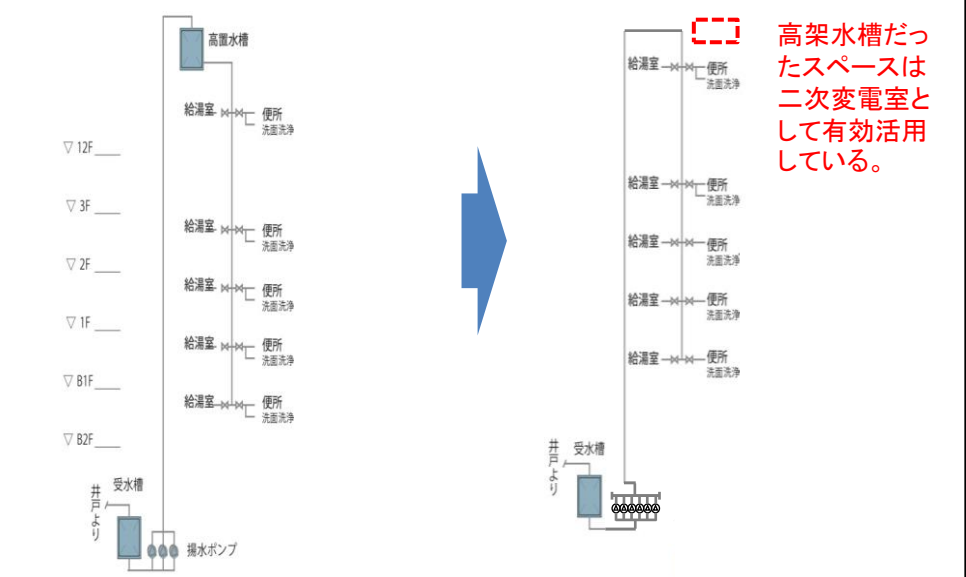 高置水槽
給湯室
便所
洗面洗浄
▽ 12F
▽ 3F
給湯室
便所
洗面洗浄
▽ 2F
給湯室
便所
洗面洗浄
▽ 1F
給湯室
便所
洗面洗浄
▽ B1F
給湯室
便所
洗面洗浄
▽ B2F
受水槽
井戸より
揚水ポンプ
給湯室
便所
洗面洗浄
給湯室
便所
洗面洗浄
給湯室
便所
洗面洗浄
給湯室
便所
洗面洗浄
給湯室
便所
洗面洗浄
受水槽
井戸より
高架水槽だっ
たスペースは
二次変電室と
して有効活用
している。